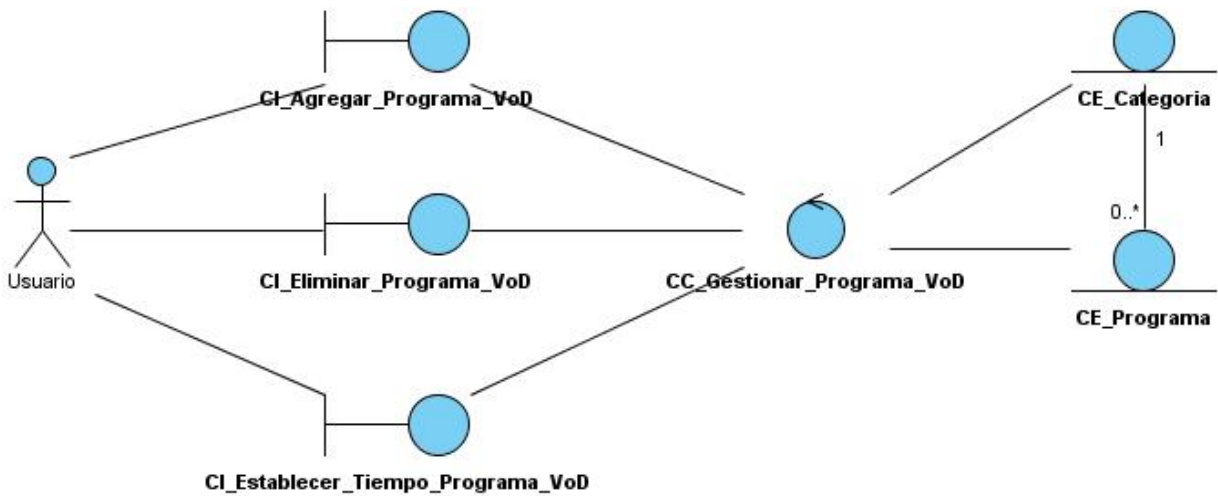 CI_Agregar_Programa_VoD
CE_Categoria
1
0..*
Usuario
CI_Eliminar_Programa_VoD
CC_Gestionar_Programa_VoD
CE_Programa
CI_Establecer_Tiempo_Programa_VoD